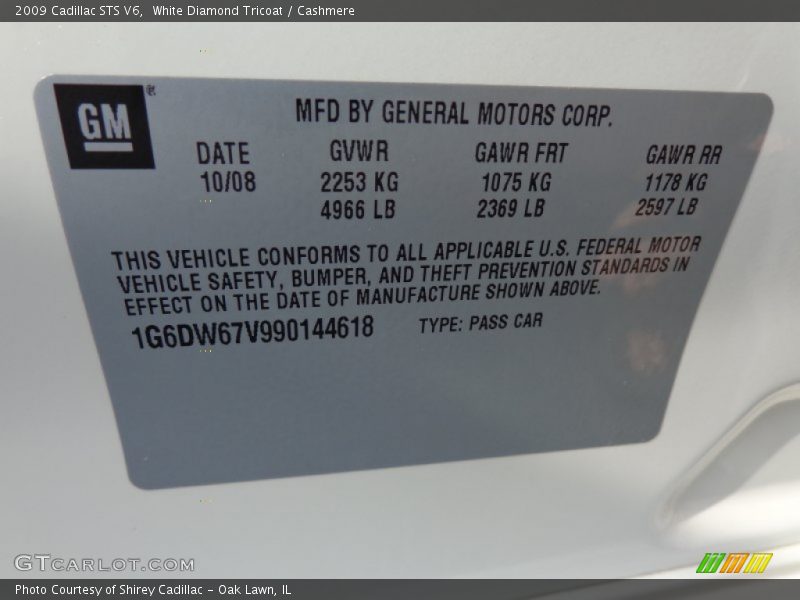 2009 Cadillac STS V6,  White Diamond Tricoat / Cashmere
GM®
MFD BY GENERAL MOTORS CORP.
DATE GVWR GAWR FRT GAWR RR
10/08 2253 KG 1075 KG 1178 KG
4966 LB 2369 LB 2597 LB
THIS VEHICLE CONFORMS TO ALL APPLICABLE U.S. FEDERAL MOTOR
VEHICLE SAFETY, BUMPER, AND THEFT PREVENTION STANDARDS IN
EFFECT ON THE DATE OF MANUFACTURE SHOWN ABOVE.
1G6DW67V990144618 TYPE: PASS CAR
GTCARLOT.COM
Photo Courtesy of Shirey Cadillac - Oak Lawn, IL